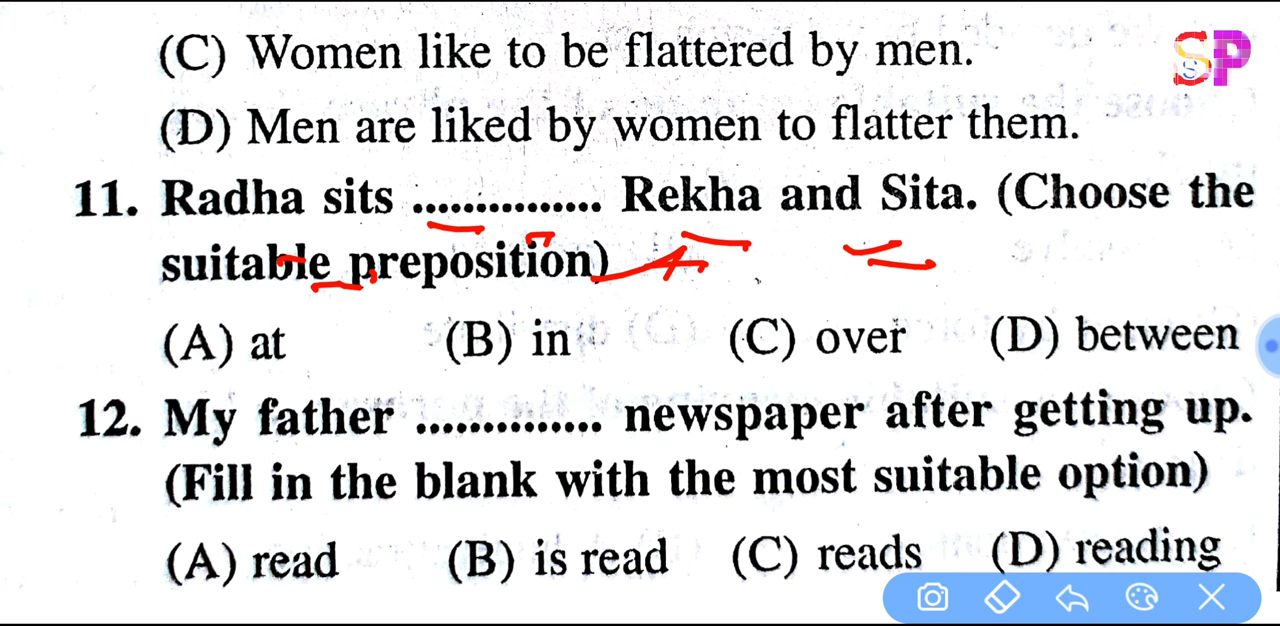 (C) Women like to be flattered by men.
SP
S
(D) Men are liked by women to flatter them.
11. Radha sits .............. Rekha and Sita. (Choose the
suitable preposition)
(A) at (B) in (C) over (D) between
12. My father .............. newspaper after getting up.
(Fill in the blank with the most suitable option)
(A) read (B) is read (C) reads (D) reading